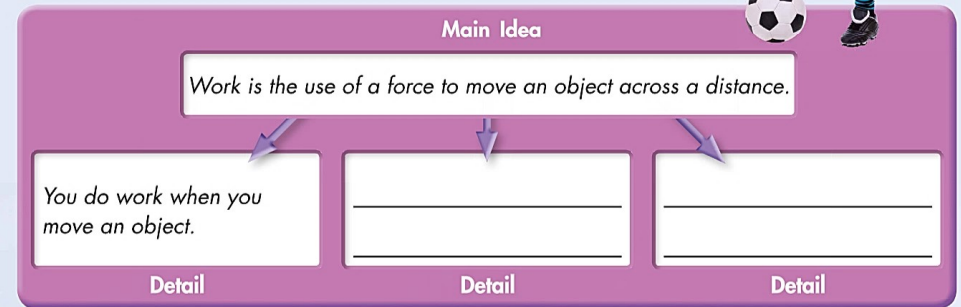 Main Idea
Work is the use of a force to move an object across a distance.
You do work when you
move an object.
Detail
Detail
Detail